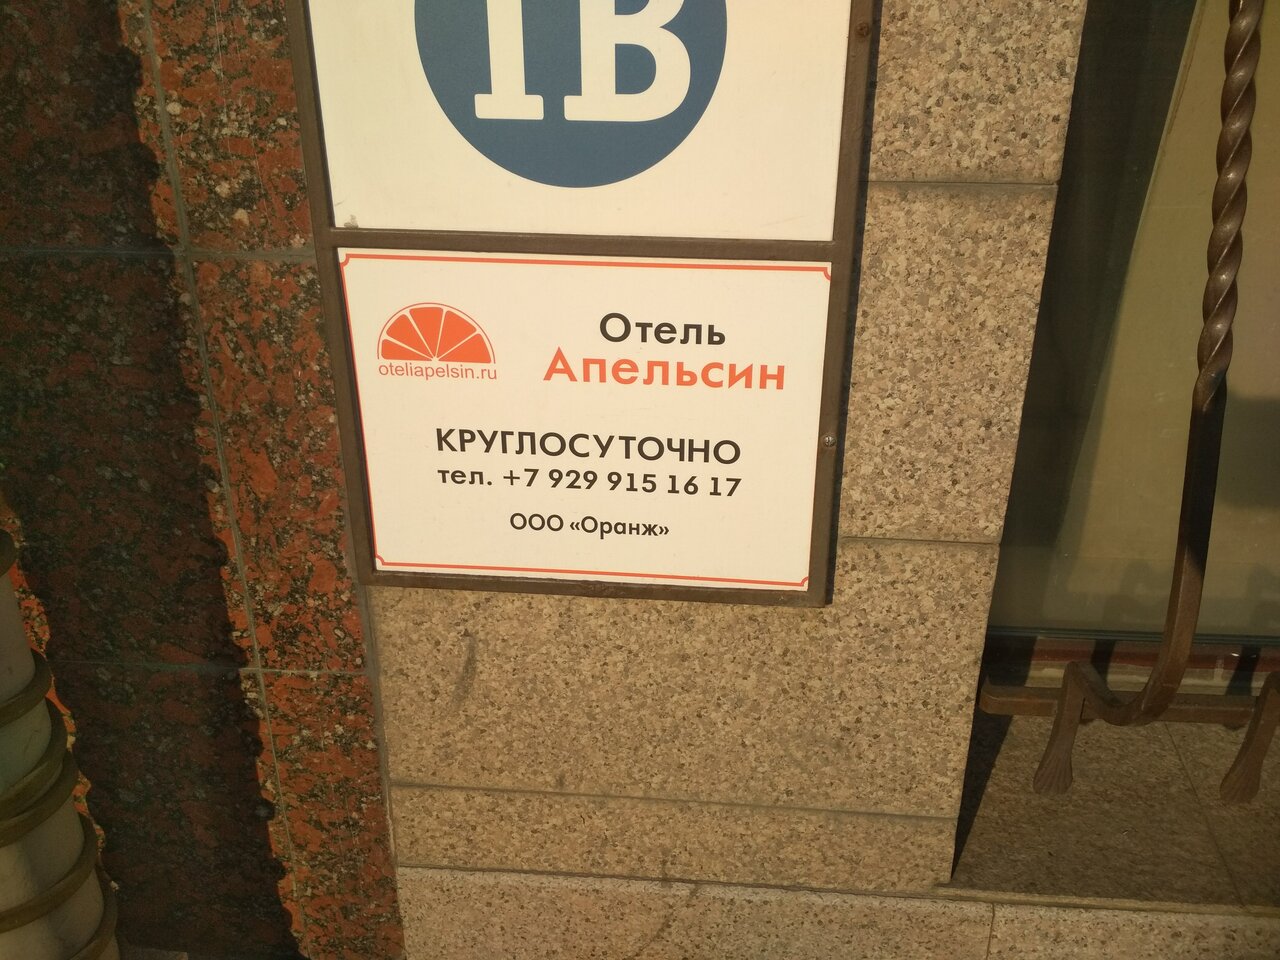 1В
Отель
Апельсин
oteliapelsin.ru
КРУГЛОСУТОЧНО
тел. +7 929 915 16 17
ООО «Оранж»